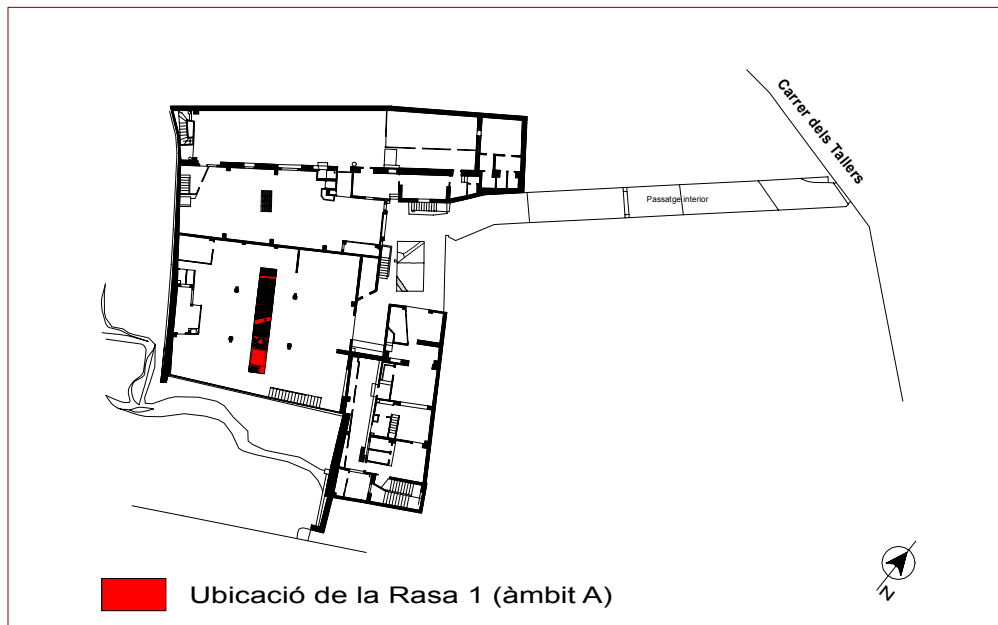 Carrer dels Tallers
Passatge interior
N
Ubicació de la Rasa 1 (àmbit A)